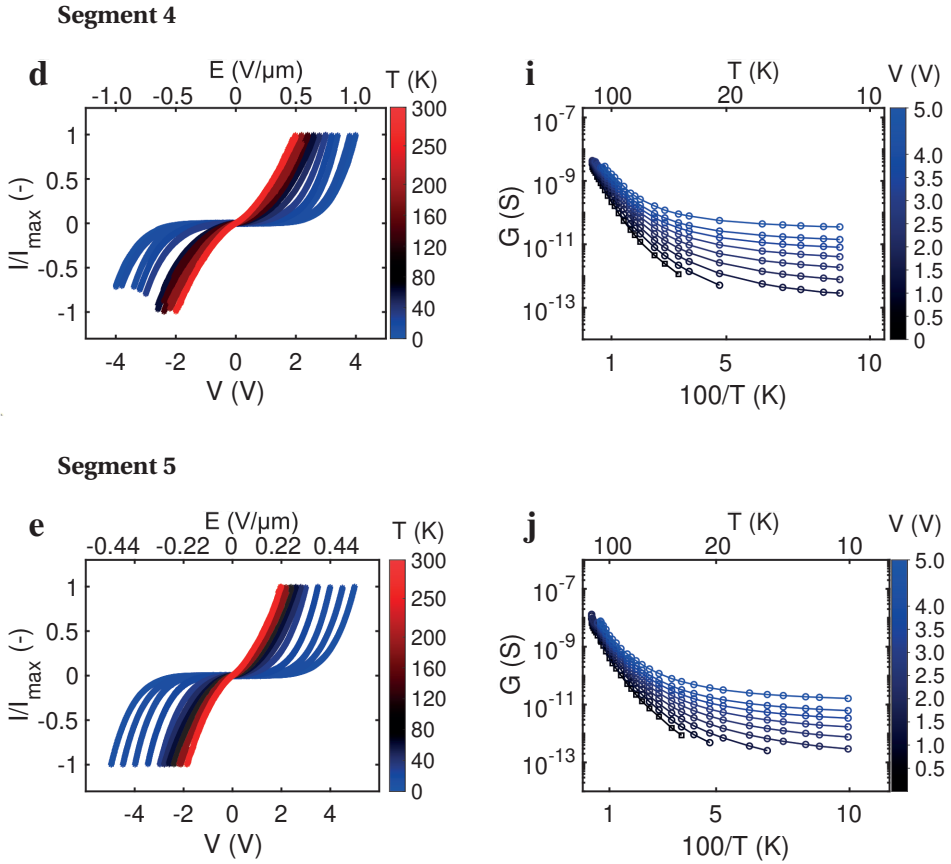 Segment 4
d
E (V/µm)
T (K)
-1.0 -0.5 0 0.5 1.0
300
250
200
160
120
80
40
0
I/I_max (-)
1
0.5
0
-0.5
-1
-4 -2 0 2 4
V (V)
i
T (K)
V (V)
100 20 10
5.0
4.0
3.5
3.0
2.5
2.0
1.5
1.0
0.5
0
G (S)
10^-7
10^-9
10^-11
10^-13
1 5 10
100/T (K)
Segment 5
e
E (V/µm)
T (K)
-0.44 -0.22 0 0.22 0.44
300
250
200
160
120
80
40
0
I/I_max (-)
1
0.5
0
-0.5
-1
-4 -2 0 2 4
V (V)
j
T (K)
V (V)
100 20 10
5.0
4.0
3.5
3.0
2.5
2.0
1.5
1.0
0.5
G (S)
10^-7
10^-9
10^-11
10^-13
1 5 10
100/T (K)